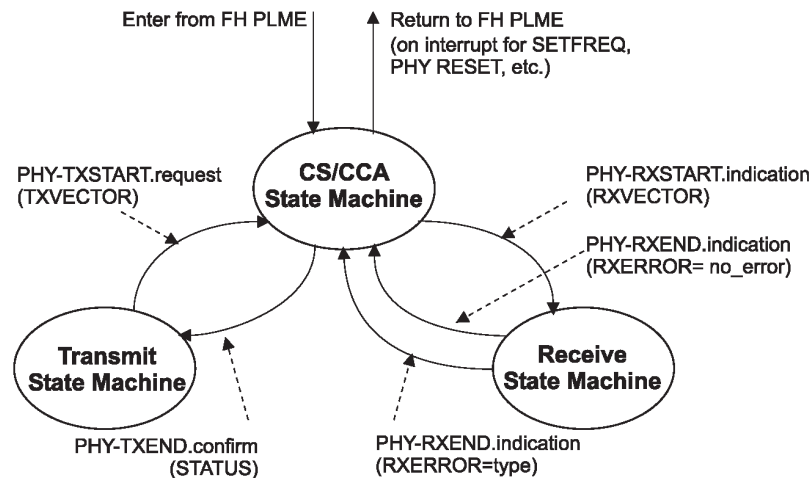 Enter from FH PLME
Return to FH PLME
(on interrupt for SETFREQ,
PHY RESET, etc.)
CS/CCA
State Machine
PHY-TXSTART.request
(TXVECTOR)
PHY-RXSTART.indication
(RXVECTOR)
PHY-RXEND.indication
(RXERROR= no_error)
Transmit
State Machine
Receive
State Machine
PHY-TXEND.confirm
(STATUS)
PHY-RXEND.indication
(RXERROR=type)